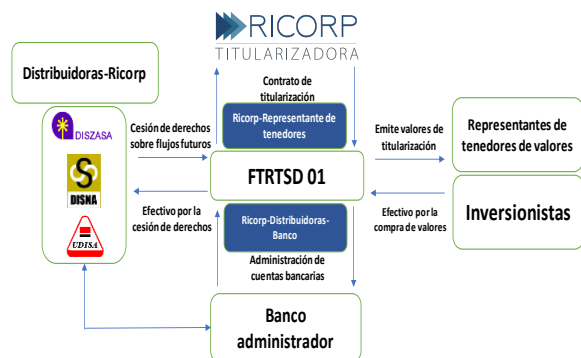 RICORP
TITULARIZADORA
Distribuidoras-Ricorp
DISZASA
DISNA
UDISA
Contrato de
titularización
Ricorp-Representante de
tenedores
Cesión de derechos
sobre flujos futuros
FTRTSD 01
Emite valores de
titularización
Representantes de
tenedores de valores
Efectivo por la
cesión de derechos
Ricorp-Distribuidoras-
Banco
Efectivo por la
compra de valores
Inversionistas
Administración de
cuentas bancarias
Banco
administrador